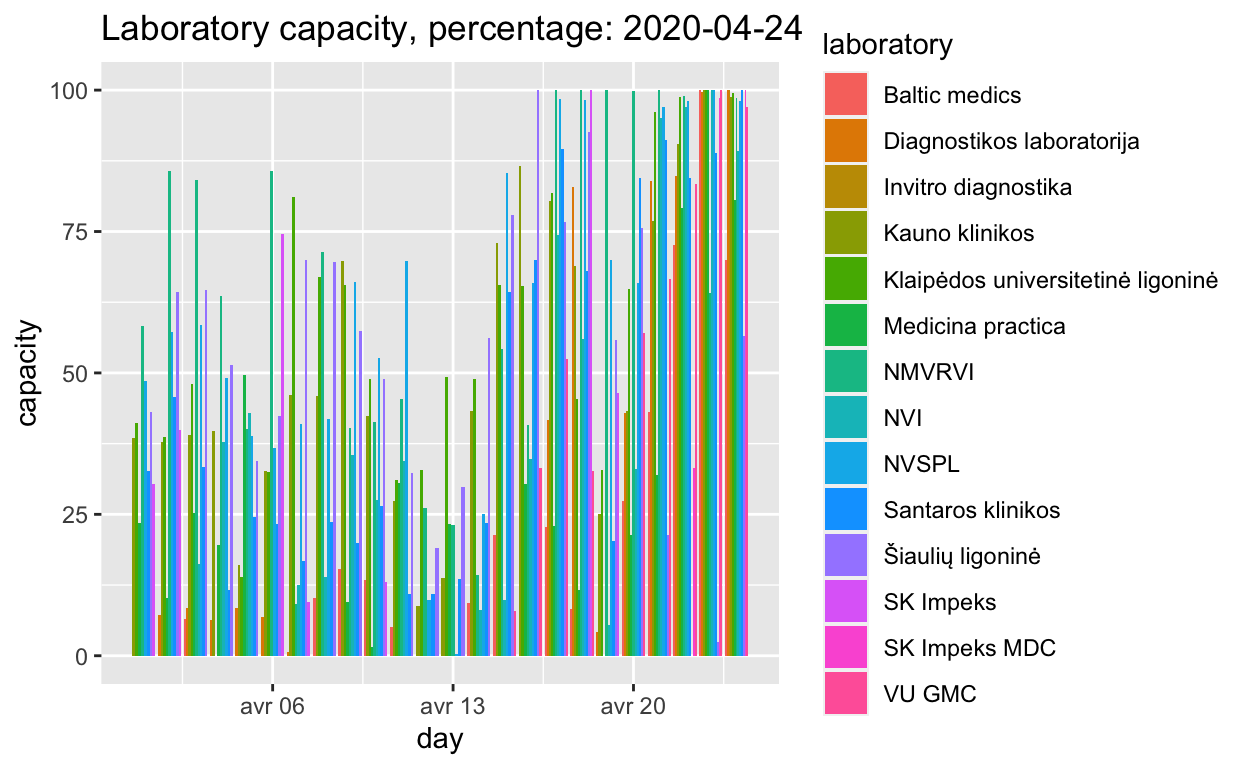 Laboratory capacity, percentage: 2020-04-24
capacity
100
75
50
25
0
avr 06
avr 13
avr 20
day
laboratory
Baltic medics
Diagnostikos laboratorija
Invitro diagnostika
Kauno klinikos
Klaipėdos universitetinė ligoninė
Medicina practica
NMVRVI
NVI
NVSPL
Santaros klinikos
Šiaulių ligoninė
SK Impeks
SK Impeks MDC
VU GMC